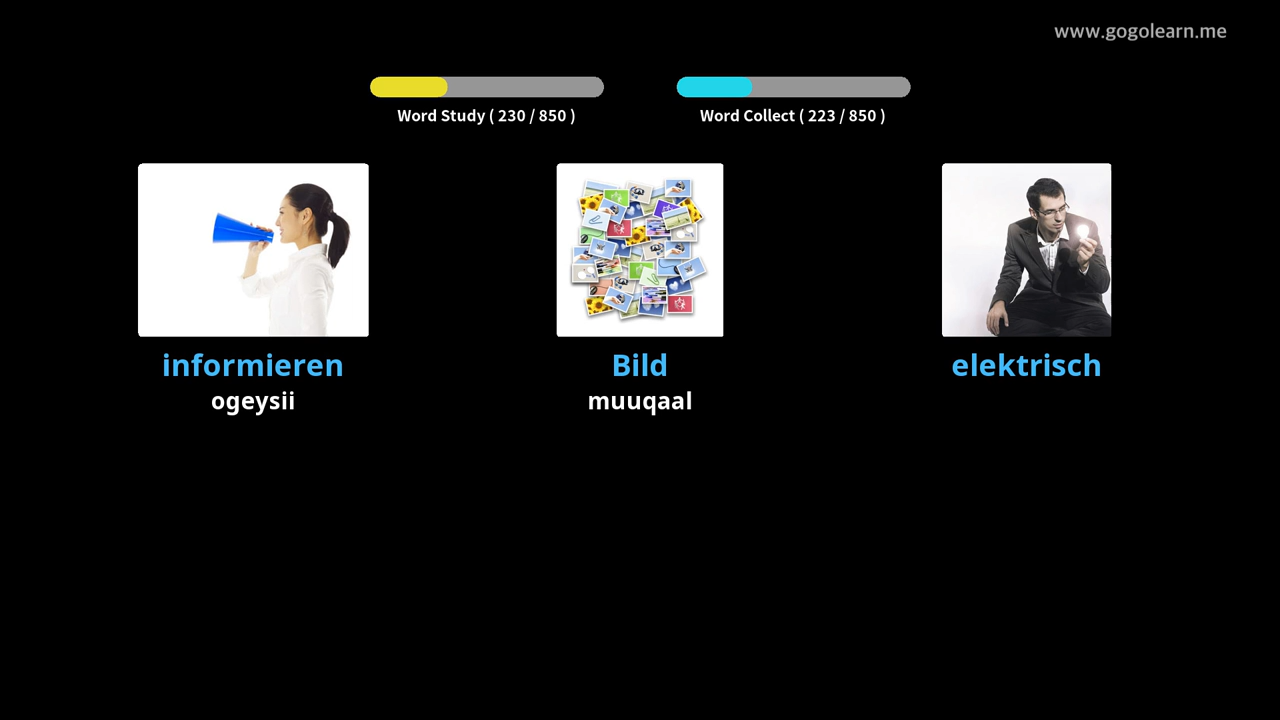 www.gogolearn.me
Word Study ( 230 / 850 )
Word Collect ( 223 / 850 )
informieren
ogeysii
Bild
muuqaal
elektrisch